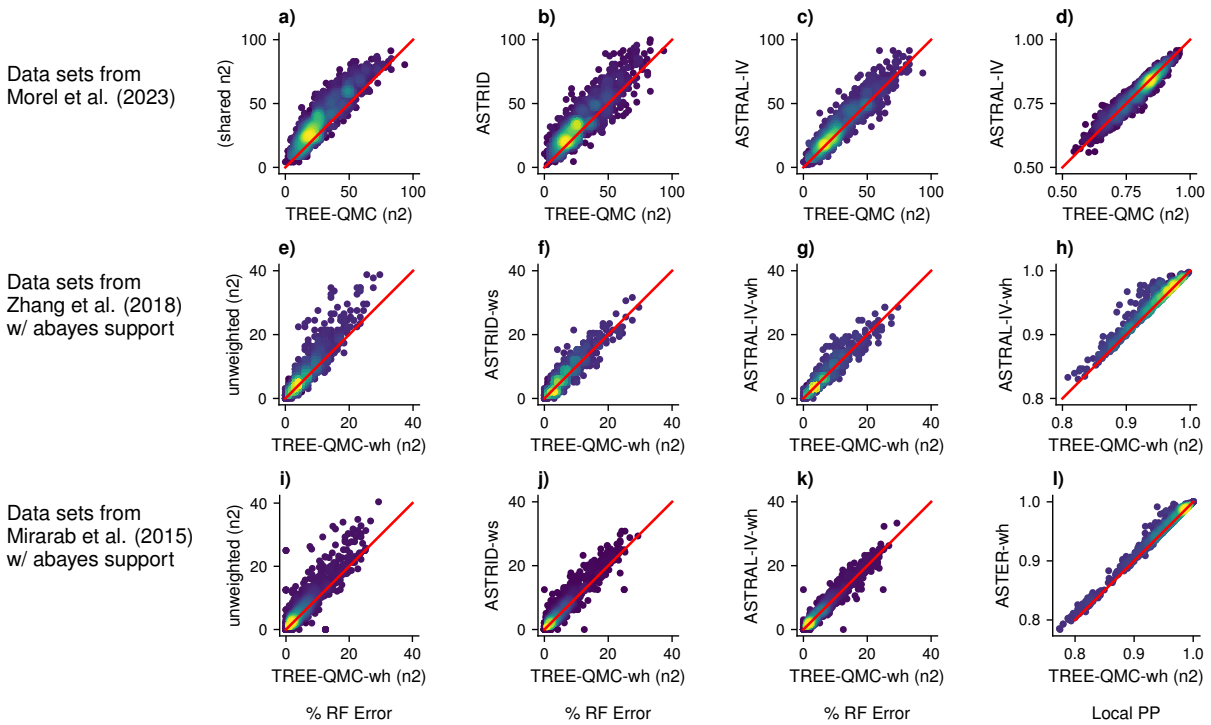 a)
b)
c)
d)
Data sets from
Morel et al. (2023)
(shared n2)
100
50
0
0
50
100
TREE-QMC (n2)
ASTRID
100
50
0
0
50
100
TREE-QMC (n2)
ASTRAL-IV
100
50
0
0
50
100
TREE-QMC (n2)
ASTRAL-IV
1.00
0.75
0.50
0.50
0.75
1.00
TREE-QMC (n2)
e)
f)
g)
h)
Data sets from
Zhang et al. (2018)
w/ abayes support
unweighted (n2)
40
20
0
0
20
40
TREE-QMC-wh (n2)
ASTRID-ws
40
20
0
0
20
40
TREE-QMC-wh (n2)
ASTRAL-IV-wh
40
20
0
0
20
40
TREE-QMC-wh (n2)
ASTRAL-IV-wh
1.0
0.9
0.8
0.8
0.9
1.0
TREE-QMC-wh (n2)
i)
j)
k)
l)
Data sets from
Mirarab et al. (2015)
w/ abayes support
unweighted (n2)
40
20
0
0
20
40
TREE-QMC-wh (n2)
ASTRID-ws
40
20
0
0
20
40
TREE-QMC-wh (n2)
ASTRAL-IV-wh
40
20
0
0
20
40
TREE-QMC-wh (n2)
ASTER-wh
1.0
0.9
0.8
0.8
0.9
1.0
TREE-QMC-wh (n2)
% RF Error
% RF Error
% RF Error
Local PP